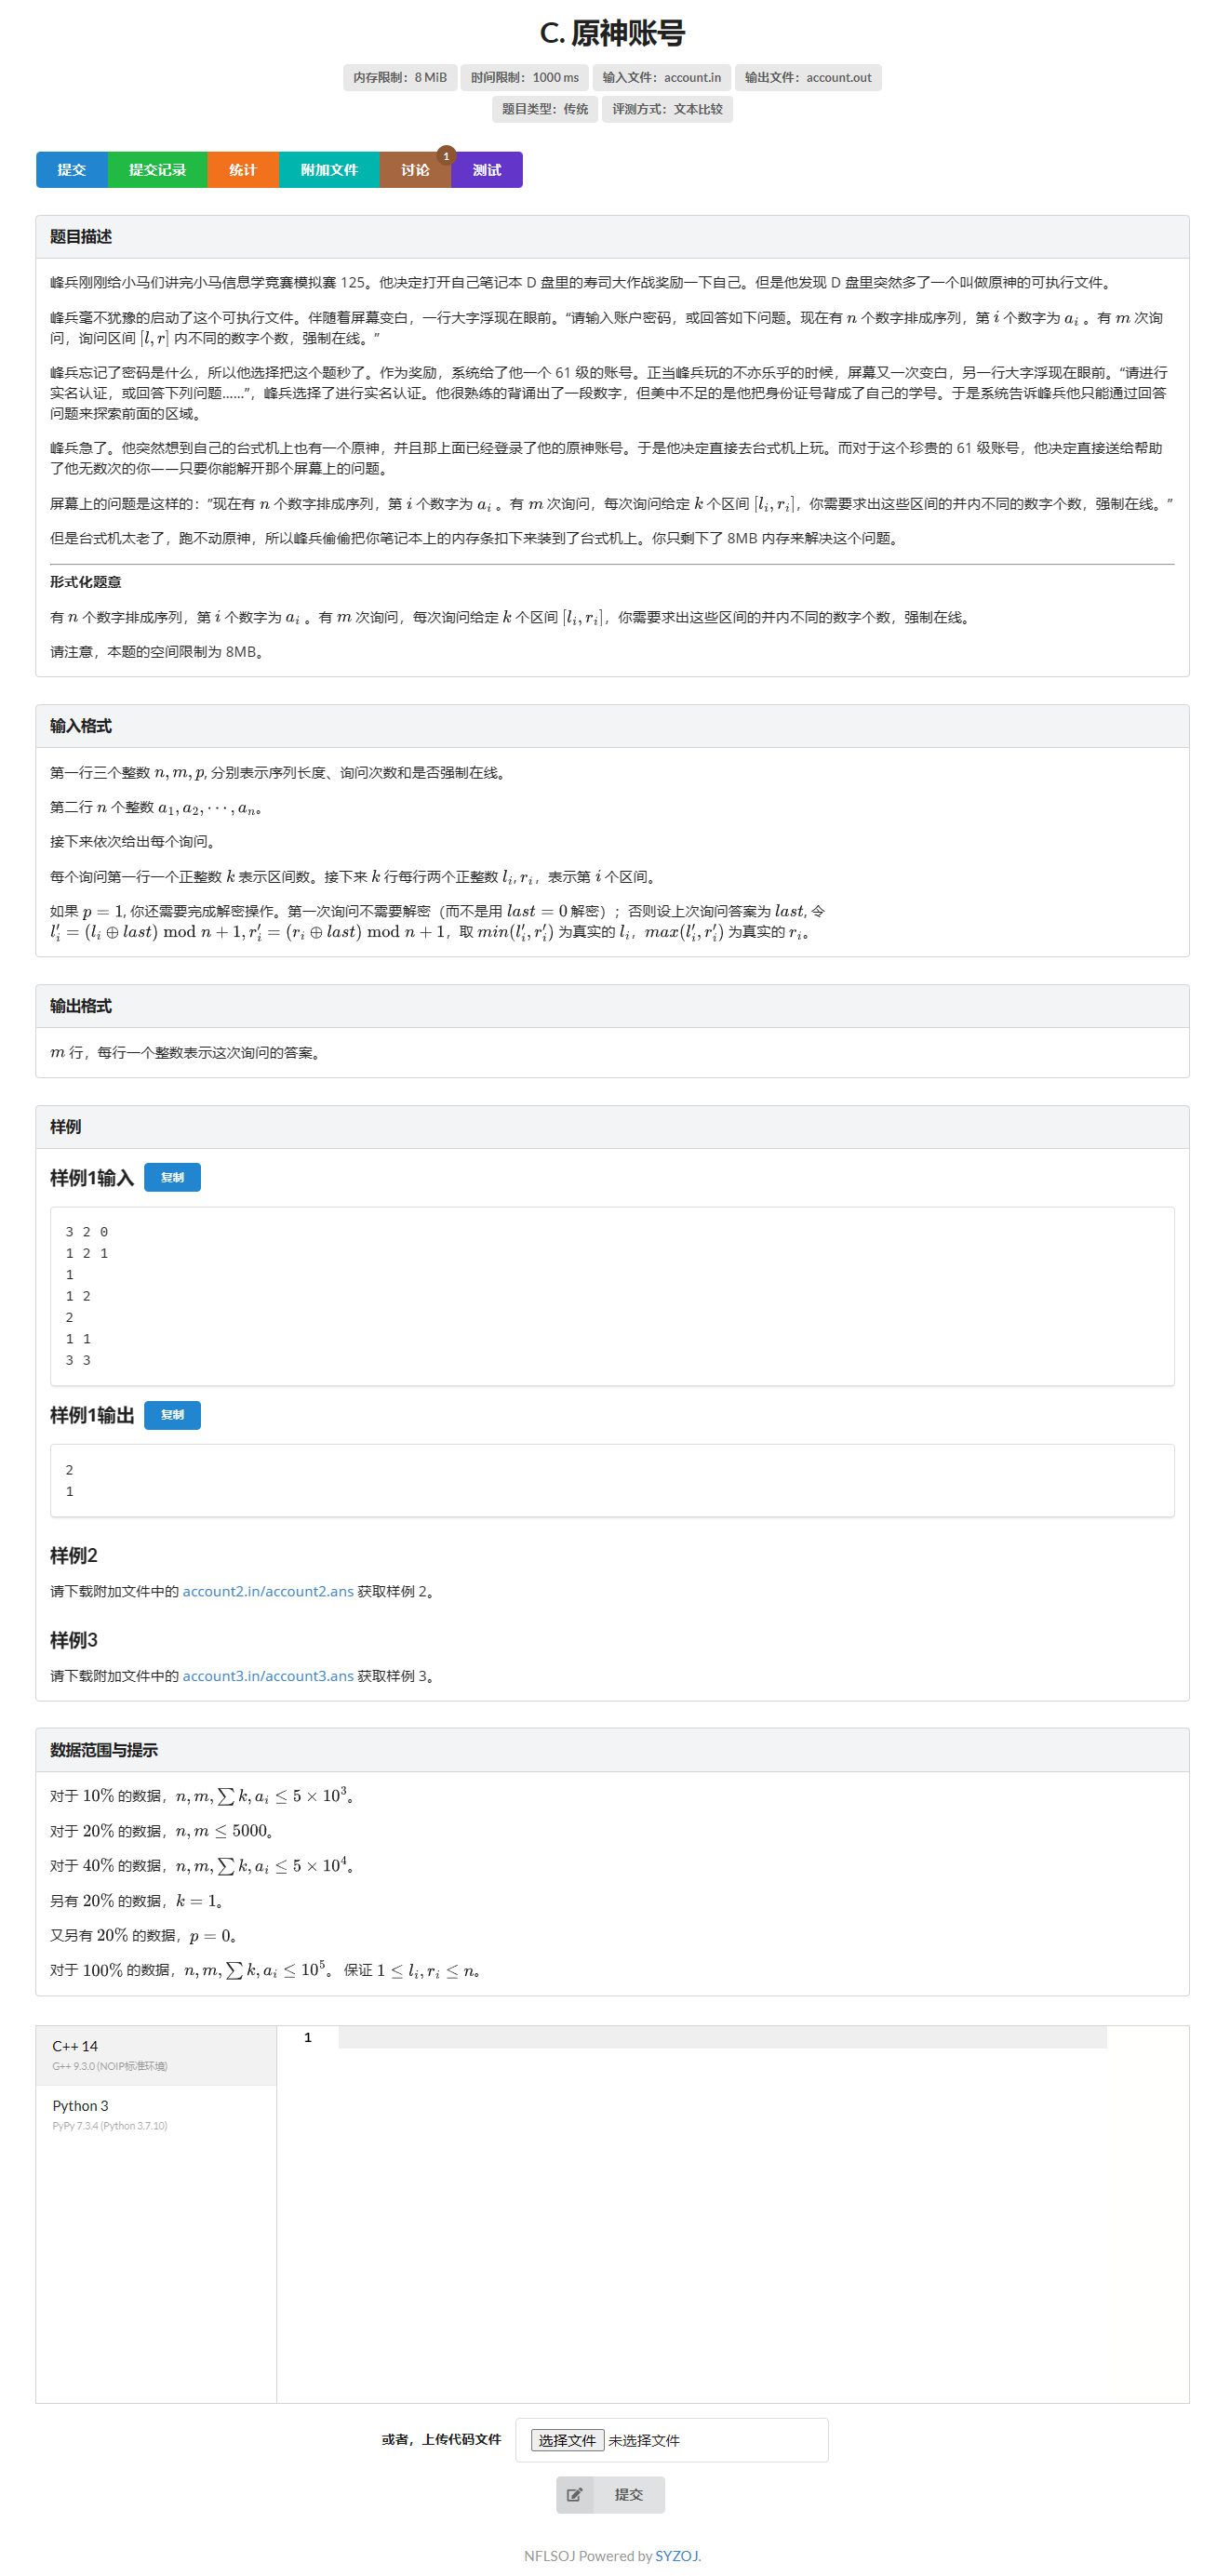 C. 原神账号
内存限制：8 MiB
时间限制：1000 ms
输入文件：account.in
输出文件：account.out
题目类型：传统
评测方式：文本比较
提交
提交记录
统计
附加文件
讨论
1
测试
题目描述
峰兵刚刚给小马们讲完小马信息学竞赛模拟赛 125。他决定打开自己笔记本 D 盘里的寿司大作战奖励一下自己。但是他发现 D 盘里突然多了一个叫做原神的可执行文件。
峰兵毫不犹豫的启动了这个可执行文件。伴随着屏幕变白，一行大字浮现在眼前。“请输入账户密码，或回答如下问题。现在有 n 个数字排成序列，第 i 个数字为 a_i 。有 m 次询
问，询问区间 [l, r] 内不同的数字个数，强制在线。”
峰兵忘记了密码是什么，所以他选择把这个题秒了。作为奖励，系统给了他一个 61 级的账号。正当峰兵玩的不亦乐乎的时候，屏幕又一次变白，另一行大字浮现在眼前。“请进行
实名认证，或回答下列问题……”，峰兵选择了进行实名认证。他很熟练的背诵出了一段数字，但美中不足的是他把身份证号背成了自己的学号。于是系统告诉峰兵他只能通过回答
问题来探索前面的区域。
峰兵急了。他突然想到自己的台式机上也有一个原神，并且那上面已经登录了他的原神账号。于是他决定直接去台式机上玩。而对于这个珍贵的 61 级账号，他决定直接送给帮助
了他无数次的你——只要你能解开那个屏幕上的问题。
屏幕上的问题是这样的：”现在有 n 个数字排成序列，第 i 个数字为 a_i 。有 m 次询问，每次询问给定 k 个区间 [l_i, r_i]，你需要求出这些区间的并内不同的数字个数，强制在线。”
但是台式机太老了，跑不动原神，所以峰兵偷偷把你笔记本上的内存条扣下来装到了台式机上。你只剩下了 8MB 内存来解决这个问题。
形式化题意
有 n 个数字排成序列，第 i 个数字为 a_i 。有 m 次询问，每次询问给定 k 个区间 [l_i, r_i]，你需要求出这些区间的并内不同的数字个数，强制在线。
请注意，本题的空间限制为 8MB。
输入格式
第一行三个整数 n, m, p, 分别表示序列长度、询问次数和是否强制在线。
第二行 n 个整数 a_1, a_2, ⋯, a_n。
接下来依次给出每个询问。
每个询问第一行一个正整数 k 表示区间数。接下来 k 行每行两个正整数 l_i, r_i，表示第 i 个区间。
如果 p = 1, 你还需要完成解密操作。第一次询问不需要解密（而不是用 last = 0 解密）；否则设上次询问答案为 last, 令
l_i′ = (l_i ⊕ last) mod n + 1, r_i′ = (r_i ⊕ last) mod n + 1，取 min(l_i′, r_i′) 为真实的 l_i，max(l_i′, r_i′) 为真实的 r_i。
输出格式
m 行，每行一个整数表示这次询问的答案。
样例
样例1输入
复制
3 2 0
1 2 1
1
1 2
2
1 1
3 3
样例1输出
复制
2
1
样例2
请下载附加文件中的 account2.in/account2.ans 获取样例 2。
样例3
请下载附加文件中的 account3.in/account3.ans 获取样例 3。
数据范围与提示
对于 10% 的数据，n, m, ∑ k, a_i ≤ 5 × 10^3。
对于 20% 的数据，n, m ≤ 5000。
对于 40% 的数据，n, m, ∑ k, a_i ≤ 5 × 10^4。
另有 20% 的数据，k = 1。
又另有 20% 的数据，p = 0。
对于 100% 的数据，n, m, ∑ k, a_i ≤ 10^5。 保证 1 ≤ l_i, r_i ≤ n。
C++ 14
G++ 9.3.0 (NOIP标准环境)
Python 3
PyPy 7.3.4 (Python 3.7.10)
1
或者，上传代码文件
选择文件 未选择文件
提交
NFLSOJ Powered by SYZOJ.